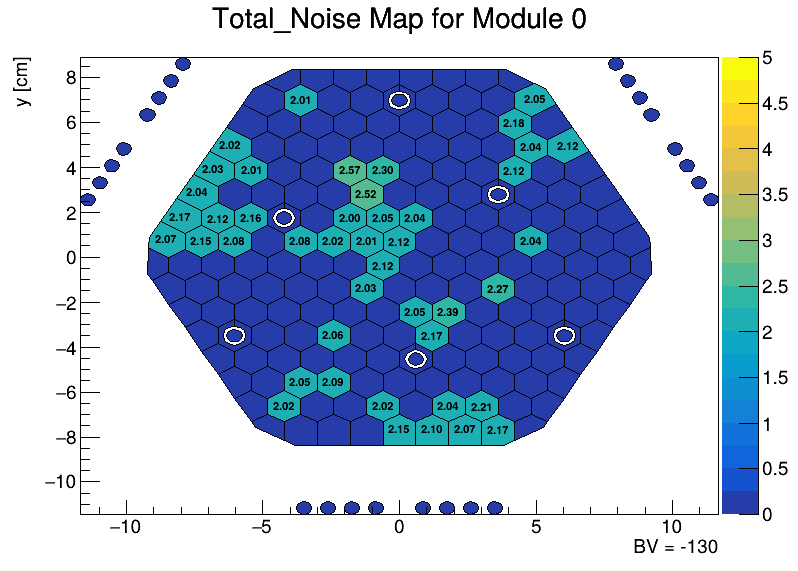 Total_Noise Map for Module 0
y [cm]
8
6
4
2
0
−2
−4
−6
−8
−10
2.01 2.05
2.18
2.02 2.04 2.12
2.03 2.01 2.57 2.30 2.12
2.04 2.52
2.17 2.12 2.16 2.00 2.05 2.04
2.07 2.15 2.08 2.08 2.02 2.01 2.12 2.04
2.12
2.03 2.27
2.05 2.39
2.06 2.17
2.05 2.09
2.02 2.02 2.04 2.21
2.15 2.10 2.07 2.17
−10 −5 0 5 10
BV = -130
5
4.5
4
3.5
3
2.5
2
1.5
1
0.5
0